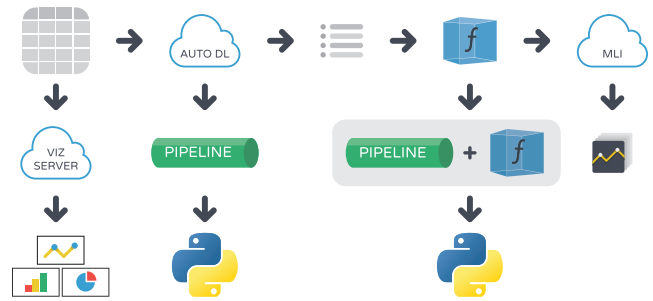 AUTO DL
f
MLI
VIZ
SERVER
PIPELINE
PIPELINE
+
f